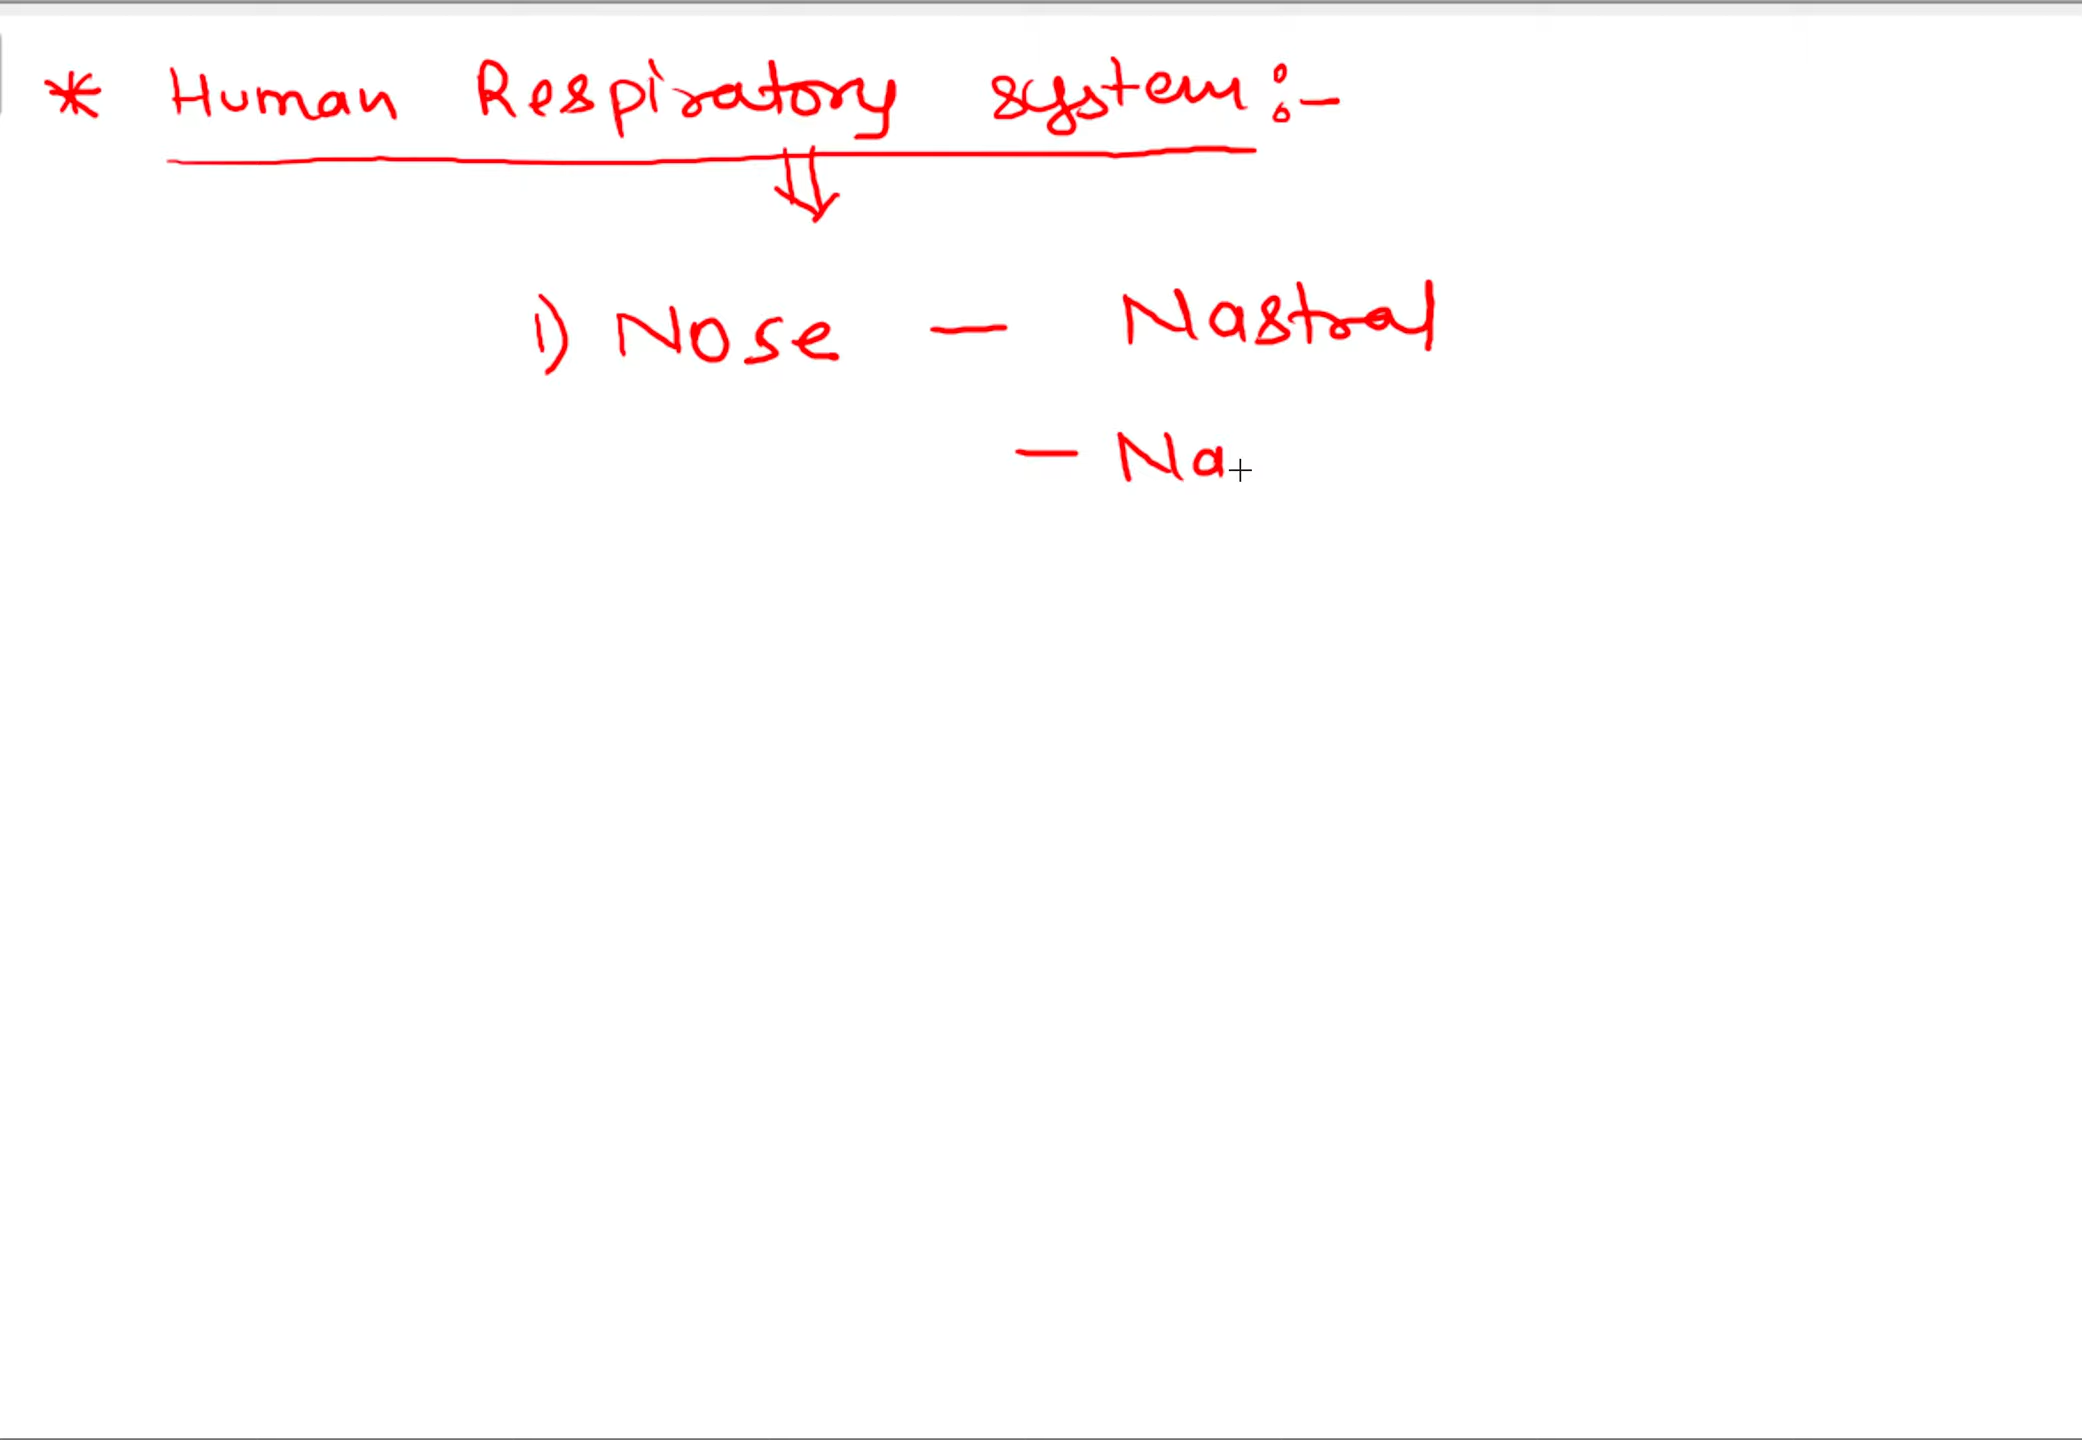 * Human Respiratory system :-
1) Nose - Nastral
- Na